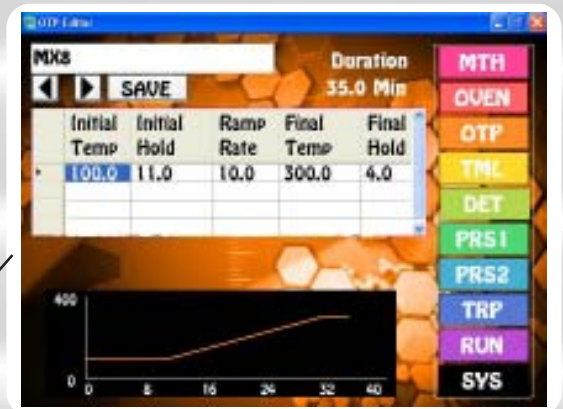 OTP Editor
MX8
Duration
35.0 Min
SAVE
Initial Temp Initial Hold Ramp Rate Final Temp Final Hold
100.0 11.0 10.0 300.0 4.0
400
0
0 8 16 24 32 40
MTH
OVEN
OTP
TML
DET
PRS1
PRS2
TRP
RUN
SYS